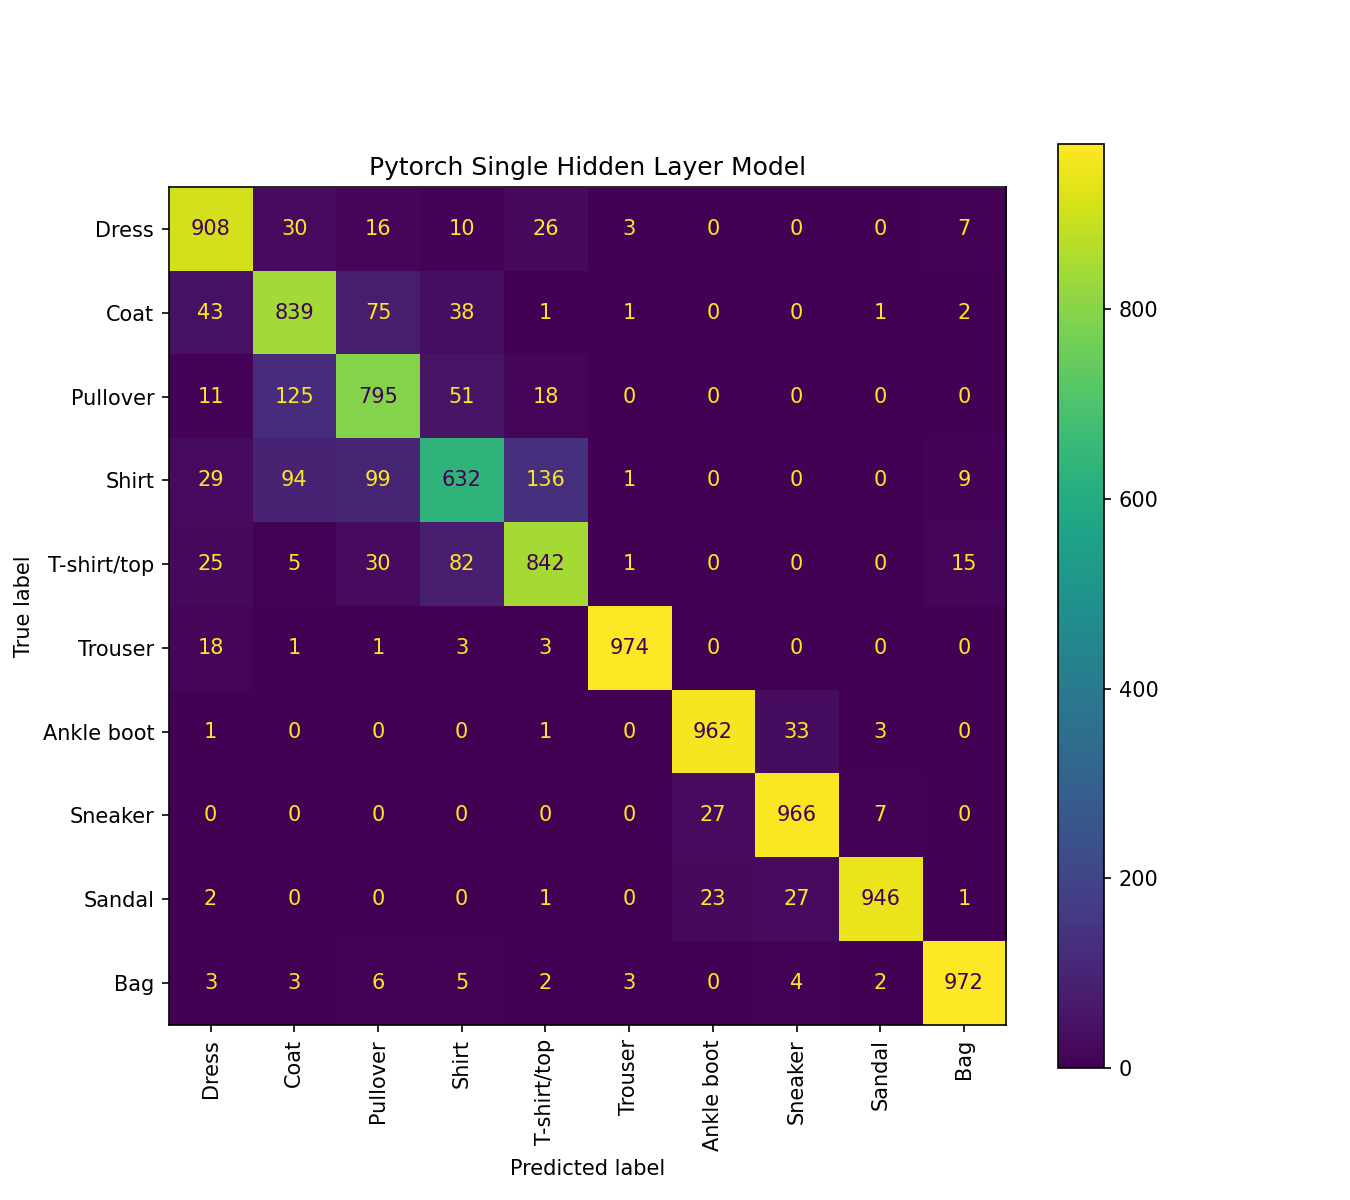 Pytorch Single Hidden Layer Model
Dress 908 30 16 10 26 3 0 0 0 7
Coat 43 839 75 38 1 1 0 0 1 2
Pullover 11 125 795 51 18 0 0 0 0 0
Shirt 29 94 99 632 136 1 0 0 0 9
T-shirt/top 25 5 30 82 842 1 0 0 0 15
Trouser 18 1 1 3 3 974 0 0 0 0
Ankle boot 1 0 0 0 1 0 962 33 3 0
Sneaker 0 0 0 0 0 0 27 966 7 0
Sandal 2 0 0 0 1 0 23 27 946 1
Bag 3 3 6 5 2 3 0 4 2 972
True label
Dress Coat Pullover Shirt T-shirt/top Trouser Ankle boot Sneaker Sandal Bag
Predicted label
800
600
400
200
0